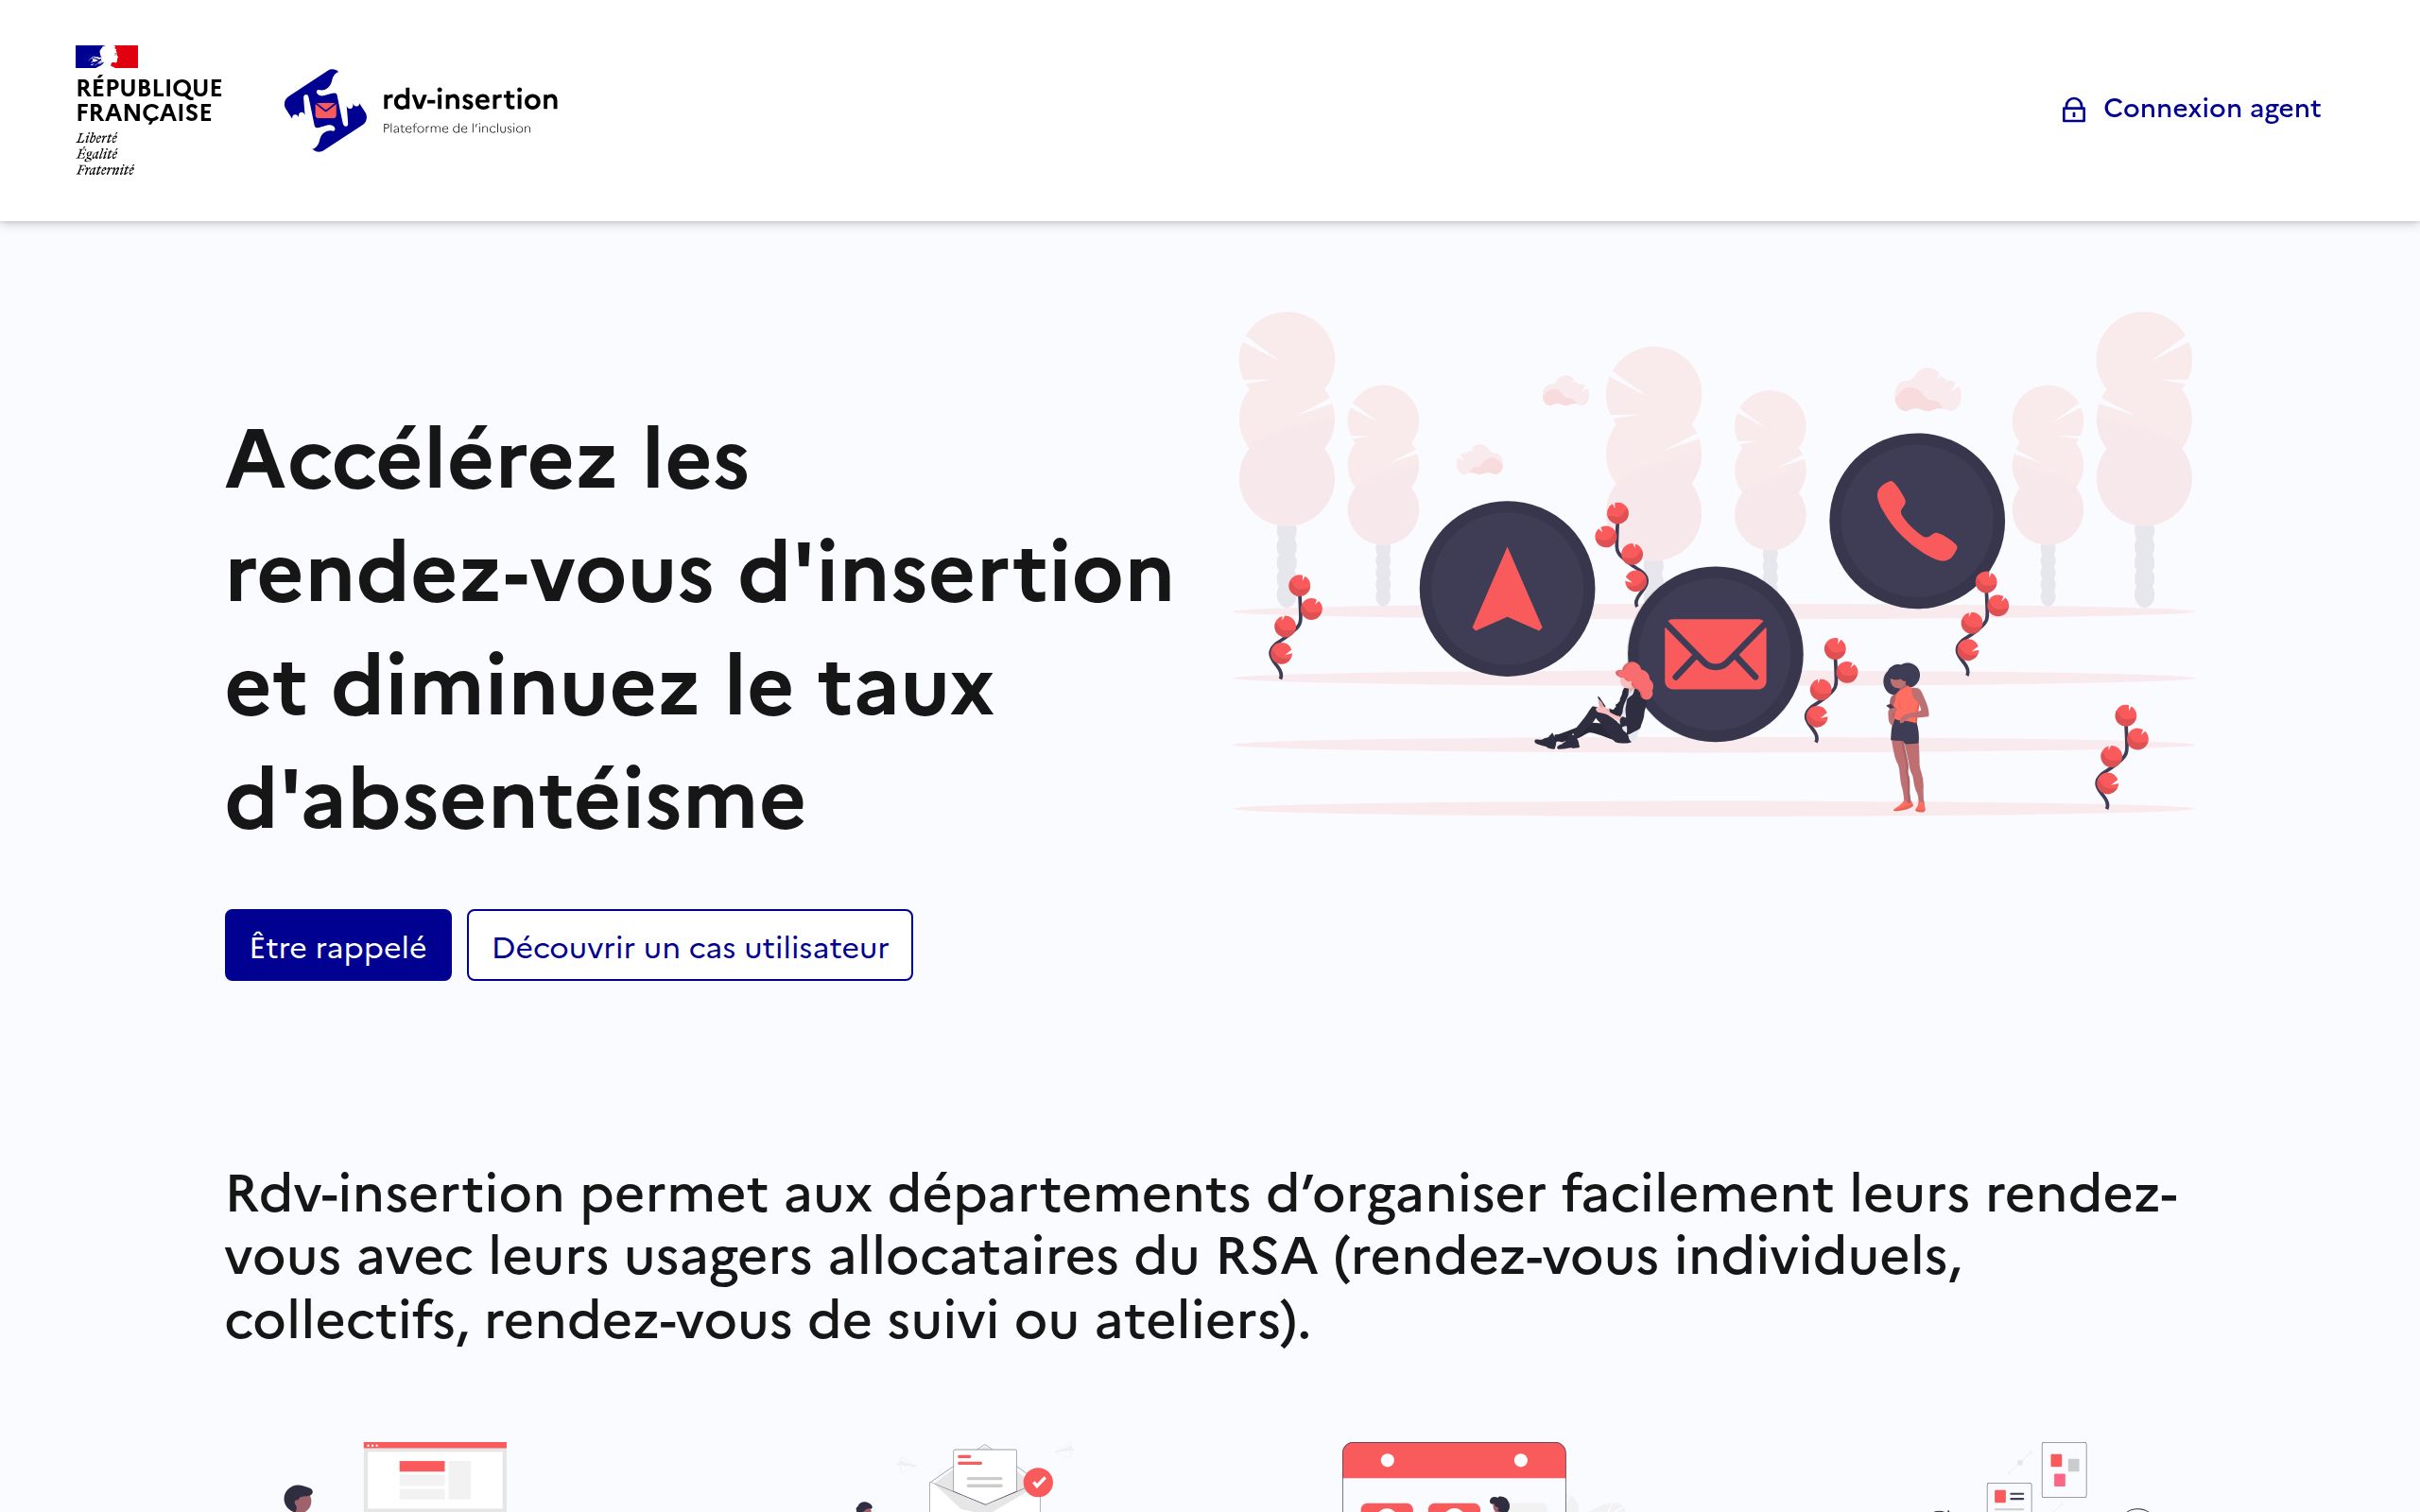 RÉPUBLIQUE
FRANÇAISE
Liberté
Égalité
Fraternité
rdv-insertion
Plateforme de l'inclusion
Connexion agent
Accélérez les
rendez-vous d'insertion
et diminuez le taux
d'absentéisme
Être rappelé
Découvrir un cas utilisateur
Rdv-insertion permet aux départements d’organiser facilement leurs rendez-
vous avec leurs usagers allocataires du RSA (rendez-vous individuels,
collectifs, rendez-vous de suivi ou ateliers).